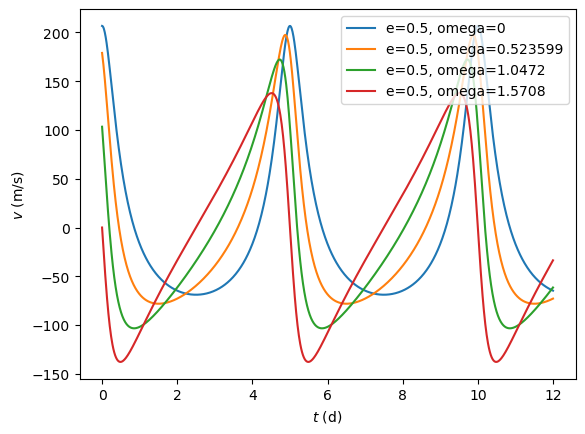 e=0.5, omega=0
e=0.5, omega=0.523599
e=0.5, omega=1.0472
e=0.5, omega=1.5708
200
150
100
50
0
−50
−100
−150
v (m/s)
0 2 4 6 8 10 12
t (d)